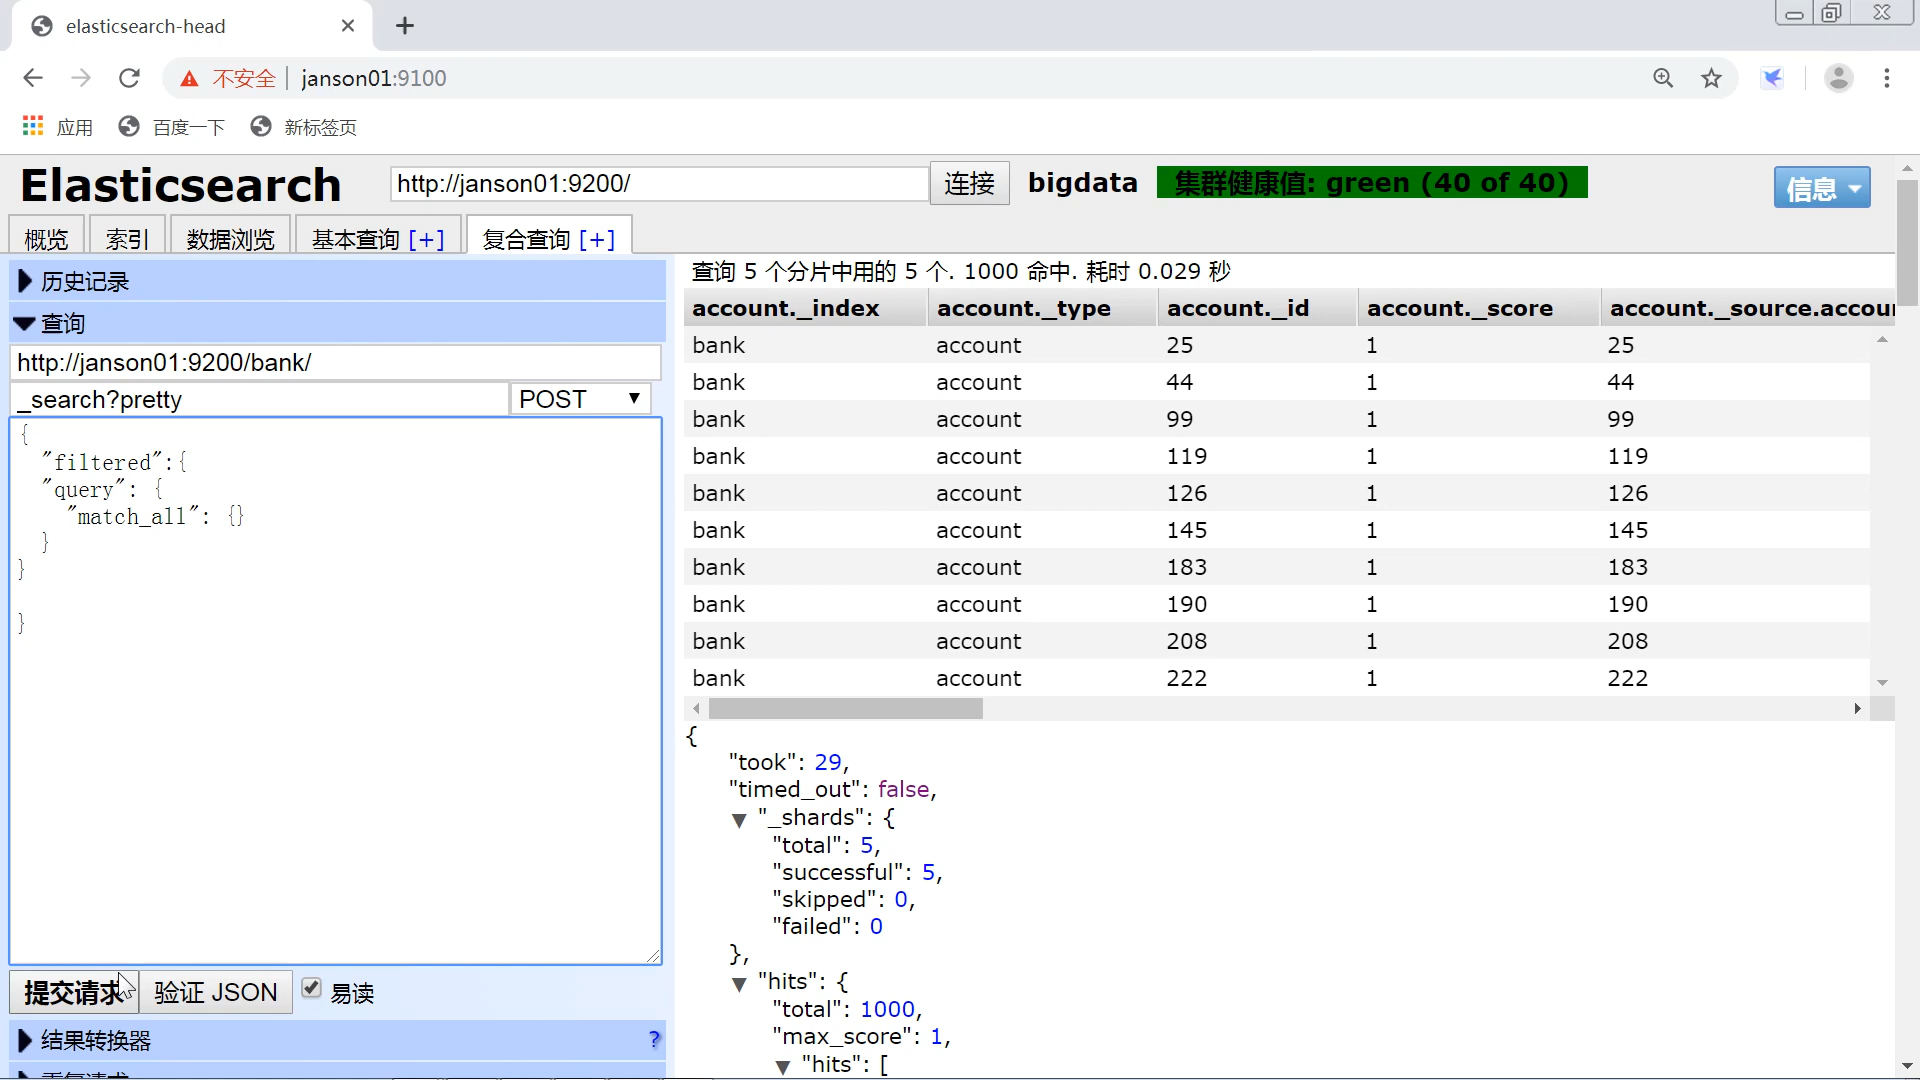 elasticsearch-head
不安全 janson01:9100
应用 百度一下 新标签页
Elasticsearch http://janson01:9200/ 连接 bigdata 集群健康值: green (40 of 40) 信息
概览 索引 数据浏览 基本查询 [+] 复合查询 [+]
历史记录
查询
http://janson01:9200/bank/
_search?pretty POST
{
"filtered":{
"query": {
"match_all": {}
}
}
}
提交请求 验证 JSON 易读
结果转换器 ?
重复请求
查询 5 个分片中用的 5 个. 1000 命中. 耗时 0.029 秒
account._index account._type account._id account._score account._source.accou
bank account 25 1 25
bank account 44 1 44
bank account 99 1 99
bank account 119 1 119
bank account 126 1 126
bank account 145 1 145
bank account 183 1 183
bank account 190 1 190
bank account 208 1 208
bank account 222 1 222
{
"took": 29,
"timed_out": false,
"_shards": {
"total": 5,
"successful": 5,
"skipped": 0,
"failed": 0
},
"hits": {
"total": 1000,
"max_score": 1,
"hits": [